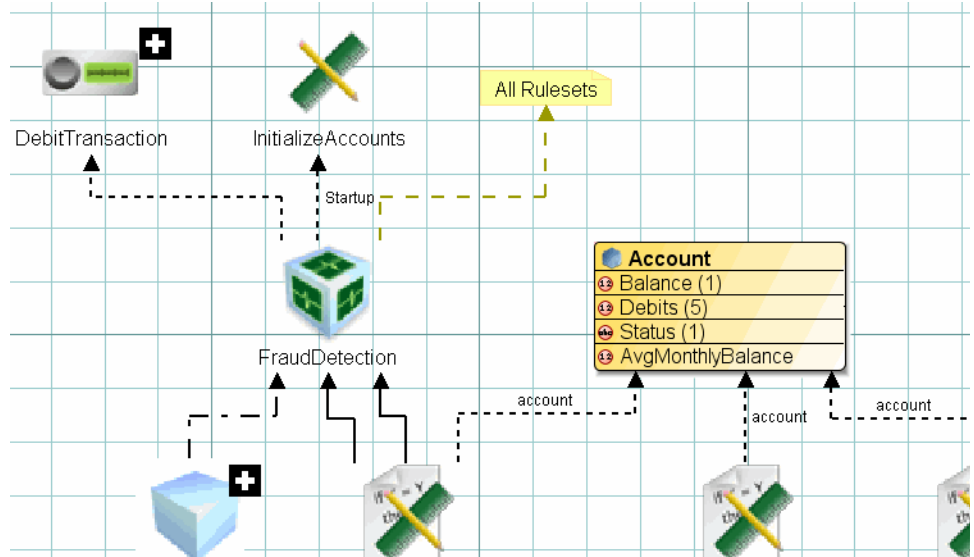 All Rulesets
DebitTransaction
InitializeAccounts
Startup
Account
Balance (1)
Debits (5)
Status (1)
AvgMonthlyBalance
FraudDetection
account
account
account